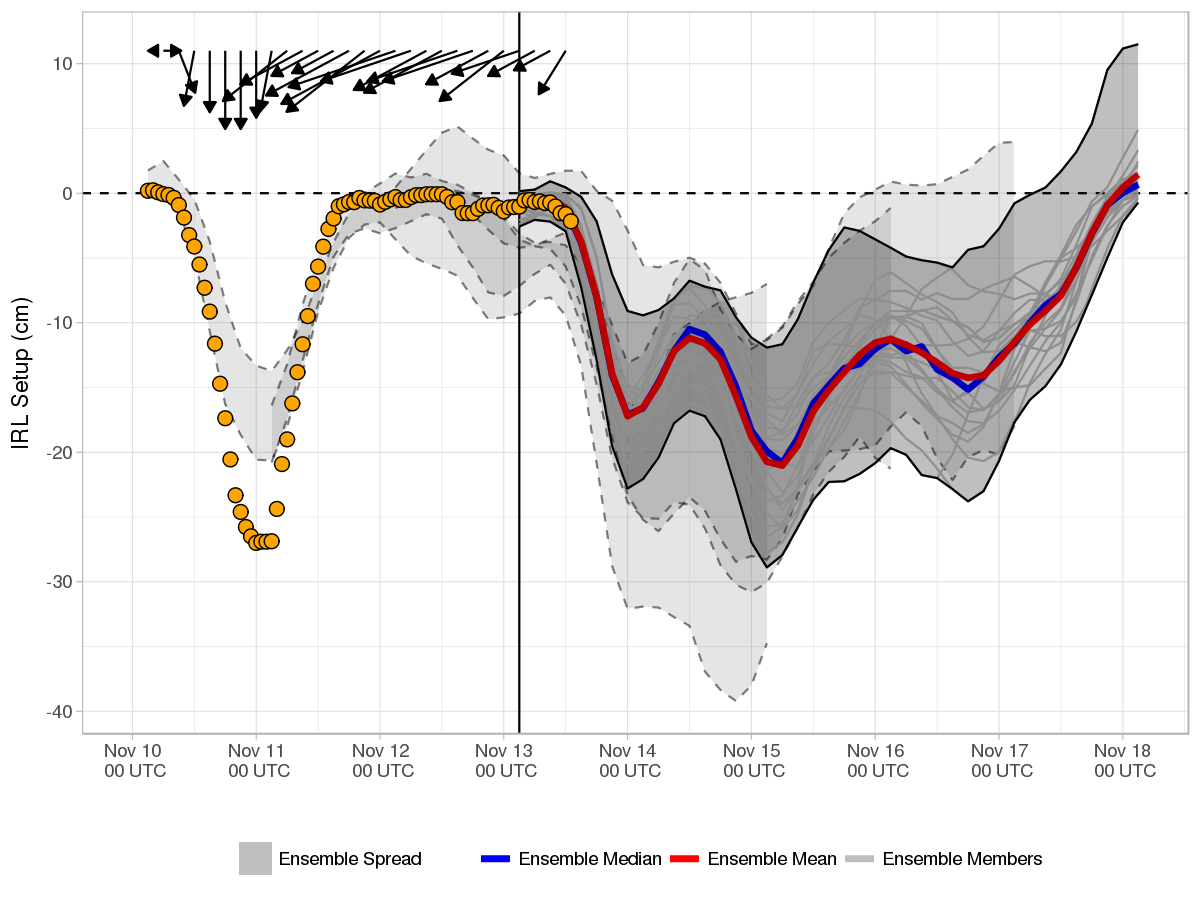 IRL Setup (cm)
10
0
-10
-20
-30
-40
Nov 10 Nov 11 Nov 12 Nov 13 Nov 14 Nov 15 Nov 16 Nov 17 Nov 18
00 UTC 00 UTC 00 UTC 00 UTC 00 UTC 00 UTC 00 UTC 00 UTC 00 UTC
Ensemble Spread Ensemble Median Ensemble Mean Ensemble Members